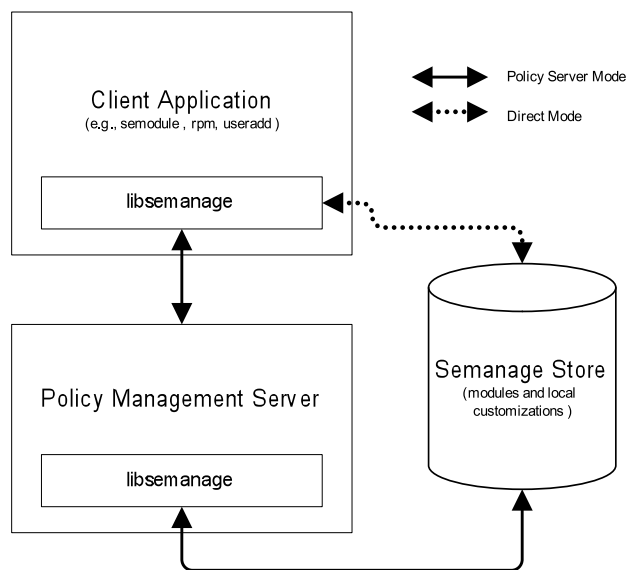 Client Application
(e.g., semodule , rpm, useradd )
libsemanage
Policy Server Mode
Direct Mode
Policy Management Server
libsemanage
Semanage Store
(modules and local
customizations )